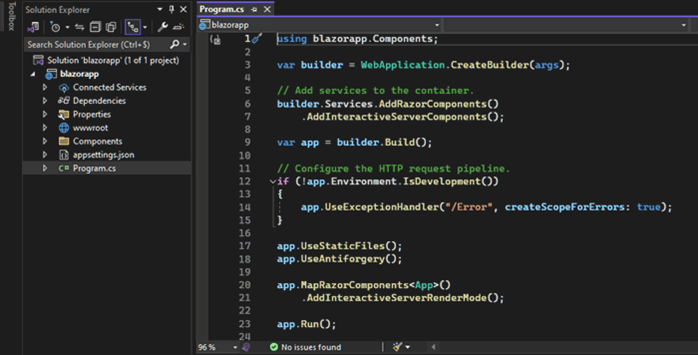 Toolbox
Solution Explorer
Search Solution Explorer (Ctrl+$)
Solution 'blazorapp' (1 of 1 project)
blazorapp
Connected Services
Dependencies
Properties
wwwroot
Components
appsettings.json
C# Program.cs
Program.cs
blazorapp
1 using blazorapp.Components;
2
3 var builder = WebApplication.CreateBuilder(args);
4
5 // Add services to the container.
6 builder.Services.AddRazorComponents()
7 .AddInteractiveServerComponents();
8
9 var app = builder.Build();
10
11 // Configure the HTTP request pipeline.
12 if (!app.Environment.IsDevelopment())
13 {
14 app.UseExceptionHandler("/Error", createScopeForErrors: true);
15 }
16
17 app.UseStaticFiles();
18 app.UseAntiforgery();
19
20 app.MapRazorComponents<App>()
21 .AddInteractiveServerRenderMode();
22
23 app.Run();
24
96 %
No issues found